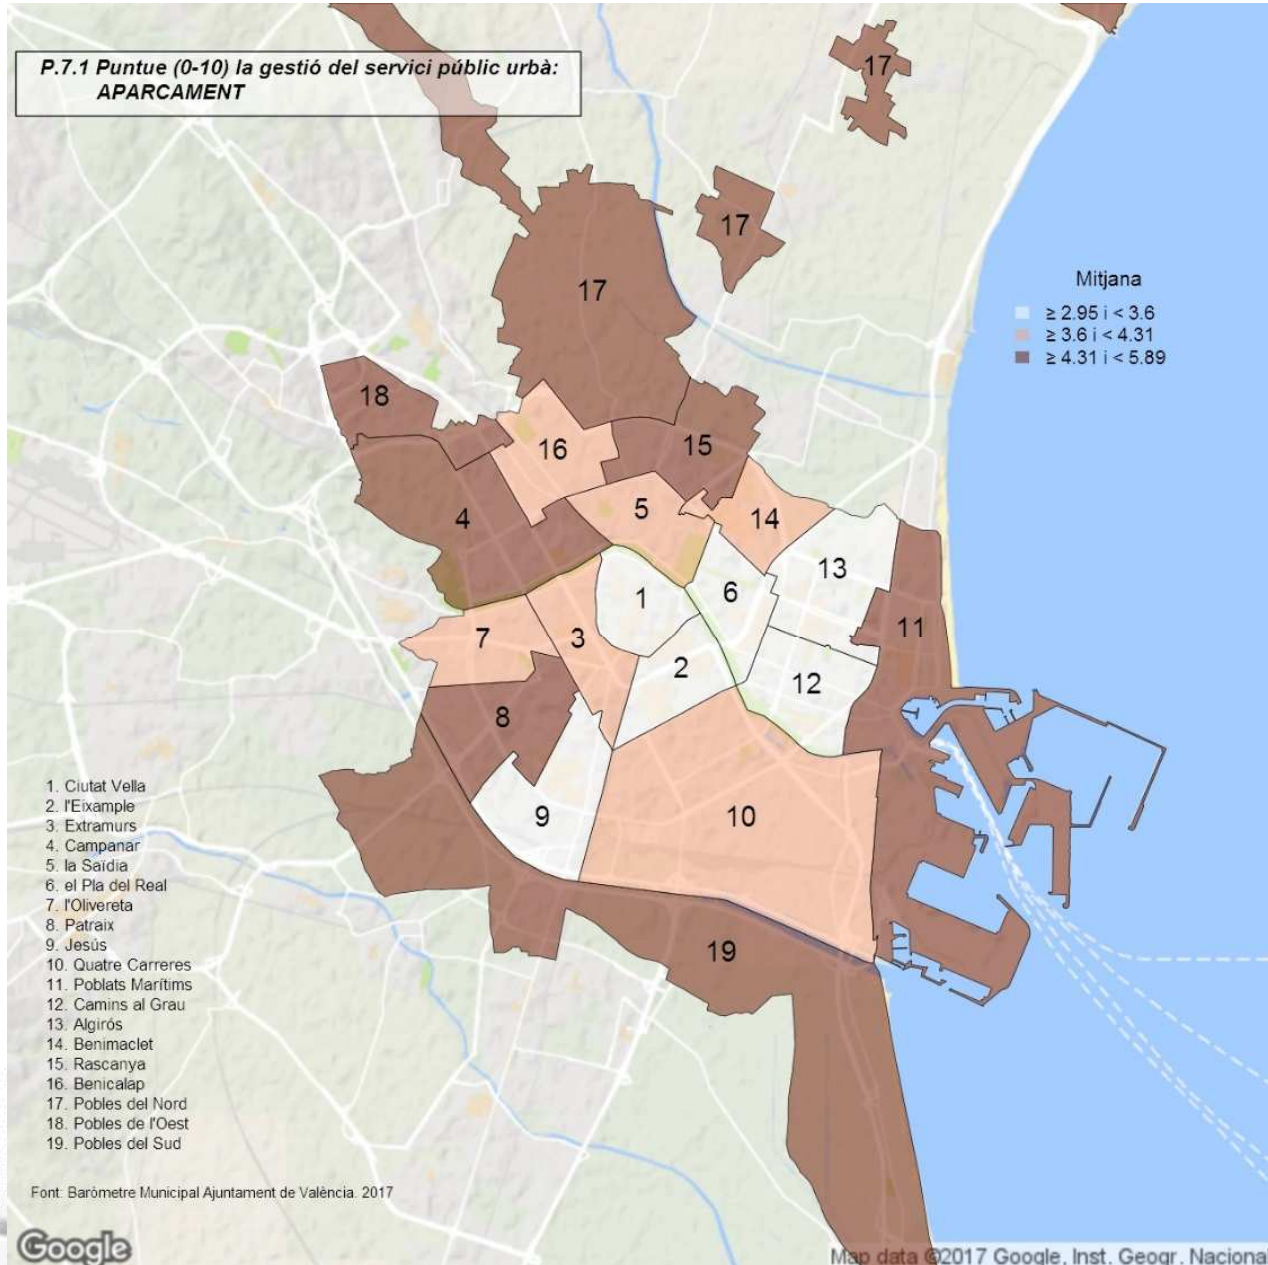 P.7.1 Puntue (0-10) la gestió del servici públic urbà:
APARCAMENT
17
17
17
Mitjana
≥ 2.95 i < 3.6
≥ 3.6 i < 4.31
≥ 4.31 i < 5.89
18
16
15
4
5
14
13
6
1
11
7
3
2
12
8
9
10
19
1. Ciutat Vella
2. l'Eixample
3. Extramurs
4. Campanar
5. la Saïdia
6. el Pla del Real
7. l'Olivereta
8. Patraix
9. Jesús
10. Quatre Carreres
11. Poblats Marítims
12. Camins al Grau
13. Algirós
14. Benimaclet
15. Rascanya
16. Benicalap
17. Pobles del Nord
18. Pobles de l'Oest
19. Pobles del Sud
Font: Baròmetre Municipal Ajuntament de València. 2017
Google
Map data ©2017 Google, Inst. Geogr. Nacional